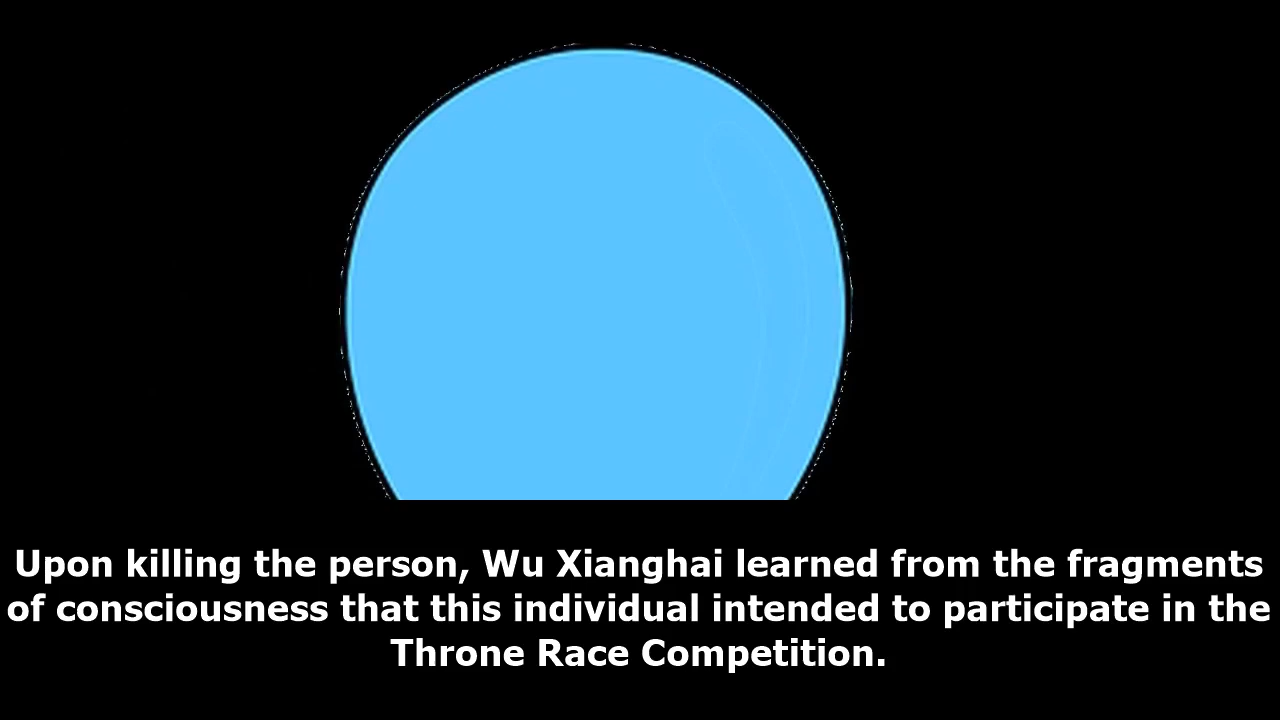 Upon killing the person, Wu Xianghai learned from the fragments
of consciousness that this individual intended to participate in the
Throne Race Competition.